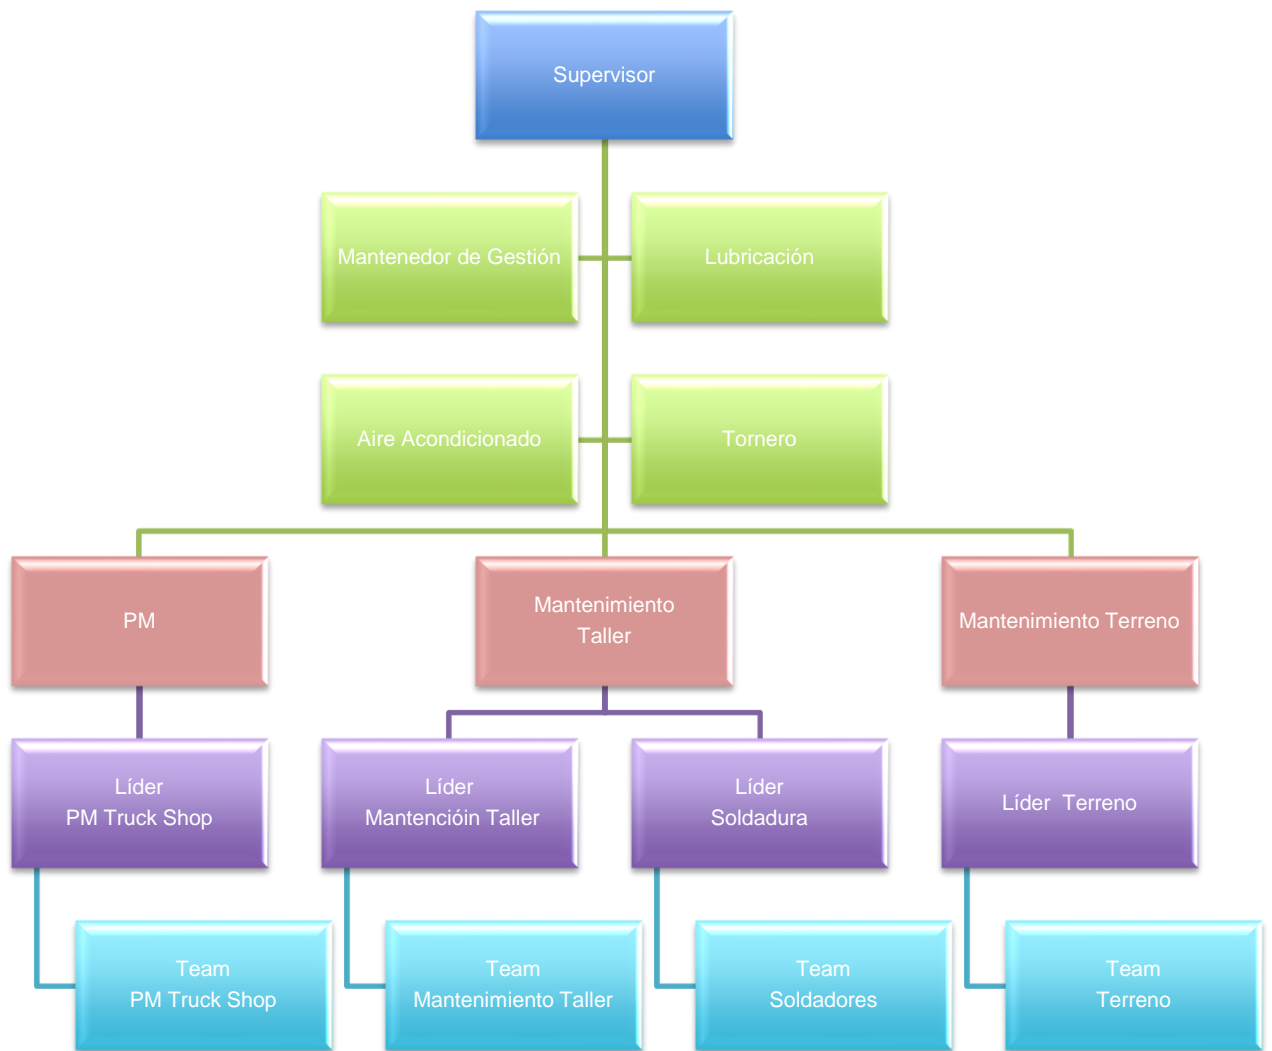 Supervisor
Mantenedor de Gestión
Lubricación
Aire Acondicionado
Tornero
PM
Mantenimiento
Taller
Mantenimiento Terreno
Líder
PM Truck Shop
Líder
Mantencióin Taller
Líder
Soldadura
Líder  Terreno
Team
PM Truck Shop
Team
Mantenimiento Taller
Team
Soldadores
Team
Terreno